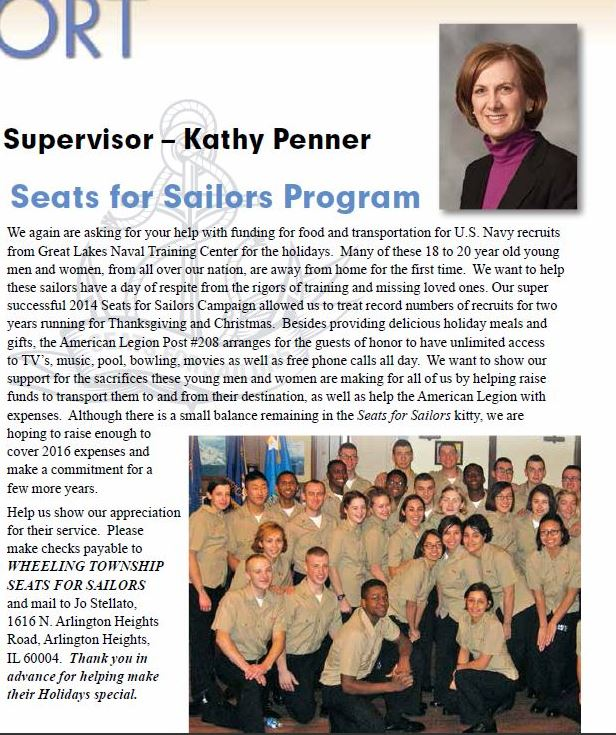 ORT
Supervisor – Kathy Penner
Seats for Sailors Program
We again are asking for your help with funding for food and transportation for U.S. Navy recruits
from Great Lakes Naval Training Center for the holidays.  Many of these 18 to 20 year old young
men and women, from all over our nation, are away from home for the first time.  We want to help
these sailors have a day of respite from the rigors of training and missing loved ones. Our super
successful 2014 Seats for Sailors Campaign allowed us to treat record numbers of recruits for two
years running for Thanksgiving and Christmas.  Besides providing delicious holiday meals and
gifts, the American Legion Post #208 arranges for the guests of honor to have unlimited access
to TV's, music, pool, bowling, movies as well as free phone calls all day.  We want to show our
support for the sacrifices these young men and women are making for all of us by helping raise
funds to transport them to and from their destination, as well as help the American Legion with
expenses.  Although there is a small balance remaining in the Seats for Sailors kitty, we are
hoping to raise enough to
cover 2016 expenses and
make a commitment for a
few more years.
Help us show our appreciation
for their service.  Please
make checks payable to
WHEELING TOWNSHIP
SEATS FOR SAILORS
and mail to Jo Stellato,
1616 N. Arlington Heights
Road, Arlington Heights,
IL 60004.  Thank you in
advance for helping make
their Holidays special.